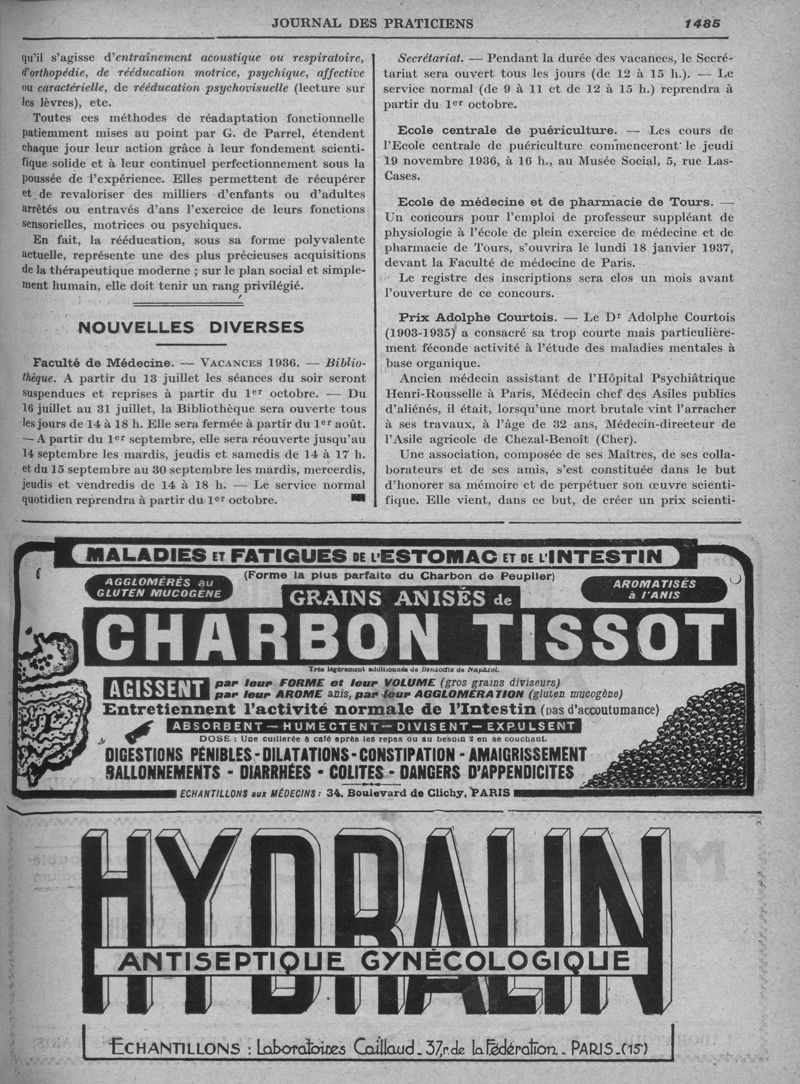 JOURNAL DES PRATICIENS 1485
qu'il s'agisse d'entraînement acoustique ou respiratoire,
d'orthopédie, de rééducation motrice, psychique, affective
ou caractérielle, de rééducation psychovisuelle (lecture sur
les lèvres), etc.
Toutes ces méthodes de réadaptation fonctionnelle
patiemment mises au point par G. de Parrel, étendent
chaque jour leur action grâce à leur fondement scienti-
fique solide et à leur continuel perfectionnement sous la
poussée de l'expérience. Elles permettent de récupérer
et de revaloriser des milliers d'enfants ou d'adultes
arrêtés ou entravés d'ans l'exercice de leurs fonctions
sensorielles, motrices ou psychiques.
En fait, la rééducation, sous sa forme polyvalente
actuelle, représente une des plus précieuses acquisitions
de la thérapeutique moderne ; sur le plan social et simple-
ment humain, elle doit tenir un rang privilégié.
NOUVELLES DIVERSES
Faculté de Médecine. — VACANCES 1936. — Biblio-
thèque. A partir du 13 juillet les séances du soir seront
suspendues et reprises à partir du 1er octobre. — Du
16 juillet au 31 juillet, la Bibliothèque sera ouverte tous
les jours de 14 à 18 h. Elle sera fermée à partir du 1er août.
— A partir du 1er septembre, elle sera réouverte jusqu'au
14 septembre les mardis, jeudis et samedis de 14 à 17 h.
et du 15 septembre au 30 septembre les mardis, mercerdis,
jeudis et vendredis de 14 à 18 h. — Le service normal
quotidien reprendra à partir du 1er octobre.
Secrétariat. — Pendant la durée des vacances, le Secré-
tariat sera ouvert tous les jours (de 12 à 15 h.). — Le
service normal (de 9 à 11 et de 12 à 15 h.) reprendra à
partir du 1er octobre.
Ecole centrale de puériculture. — Les cours de
l'Ecole centrale de puériculture commenceront le jeudi
19 novembre 1936, à 16 h., au Musée Social, 5, rue Las-
Cases.
Ecole de médecine et de pharmacie de Tours. —
Un concours pour l'emploi de professeur suppléant de
physiologie à l'école de plein exercice de médecine et de
pharmacie de Tours, s'ouvrira le lundi 18 janvier 1937,
devant la Faculté de médecine de Paris.
Le registre des inscriptions sera clos un mois avant
l'ouverture de ce concours.
Prix Adolphe Courtois. — Le Dr Adolphe Courtois
(1903-1935) a consacré sa trop courte mais particulière-
ment féconde activité à l'étude des maladies mentales à
base organique.
Ancien médecin assistant de l'Hôpital Psychiâtrique
Henri-Rousselle à Paris, Médecin chef des Asiles publics
d'aliénés, il était, lorsqu'une mort brutale vint l'arracher
à ses travaux, à l'âge de 32 ans, Médecin-directeur de
l'Asile agricole de Chezal-Benoît (Cher).
Une association, composée de ses Maîtres, de ses colla-
borateurs et de ses amis, s'est constituée dans le but
d'honorer sa mémoire et de perpétuer son œuvre scienti-
fique. Elle vient, dans ce but, de créer un prix scienti-
MALADIES ET FATIGUES DE L'ESTOMAC ET DE L'INTESTIN
(Forme la plus parfaite du Charbon de Peuplier)
AGGLOMÉRÉS au
GLUTEN MUCOGÈNE
GRAINS ANISÉS de
AROMATISÉS
à l'ANIS
CHARBON TISSOT
Très légèrement additionnés de Benzoate de Naphtol.
AGISSENT
par leur FORME et leur VOLUME (gros grains diviseurs)
par leur AROME anis, par leur AGGLOMÉRATION (gluten mucogène)
Entretiennent l'activité normale de l'Intestin (pas d'accoutumance)
ABSORBENT — HUMECTENT — DIVISENT — EXPULSENT
DOSE : Une cuillerée à café après les repas ou au besoin 2 en se couchant.
DIGESTIONS PÉNIBLES - DILATATIONS - CONSTIPATION - AMAIGRISSEMENT
BALLONNEMENTS - DIARRHÉES - COLITES - DANGERS D'APPENDICITES
ECHANTILLONS aux MÉDECINS : 34, Boulevard de Clichy, PARIS
HYDRALIN
ANTISEPTIQUE GYNÉCOLOGIQUE
ECHANTILLONS : Laboratoires Caillaud _ 37, r. de la Fédération _ PARIS _ (15e)